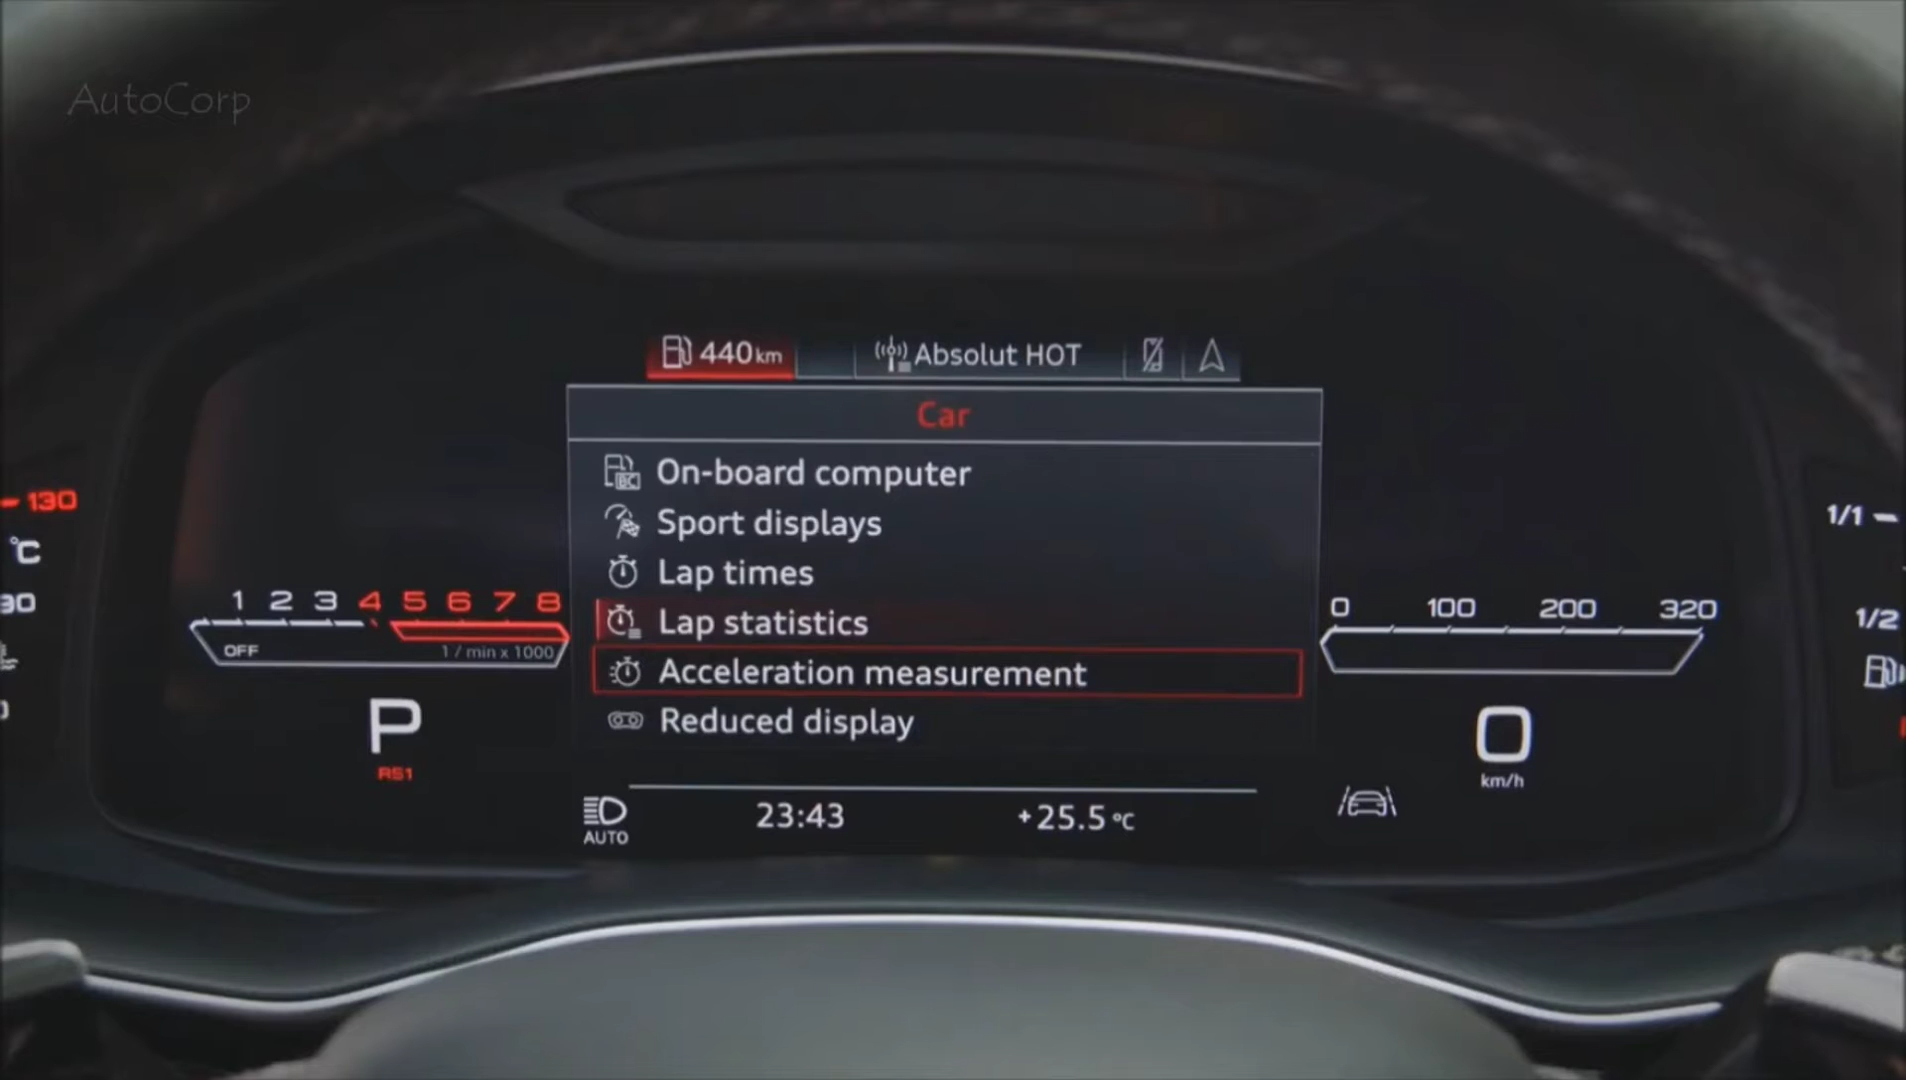 AutoCorp
440 km
Absolut HOT
Car
On-board computer
Sport displays
Lap times
Lap statistics
Acceleration measurement
Reduced display
130
°C
1 2 3 4 5 6 7 8
OFF
1 / min x 1000
P
RS1
0 100 200 320
0
km/h
1/1
1/2
AUTO
23:43
+25.5 °C